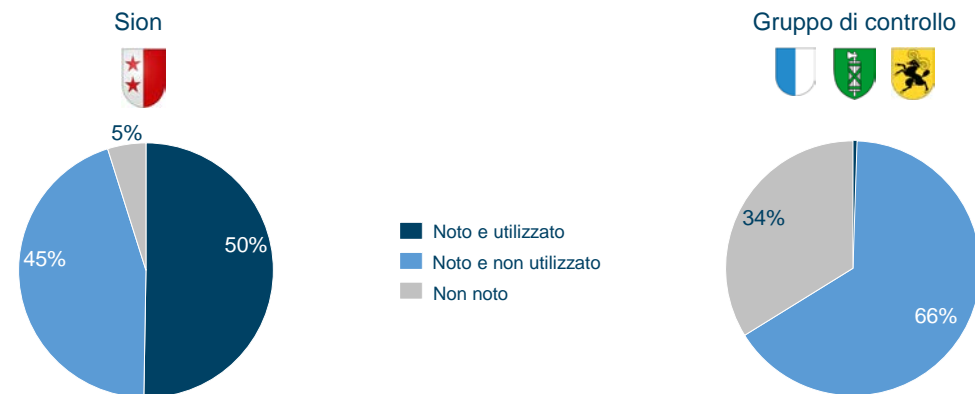 Sion
Gruppo di controllo
5%
50%
45%
Noto e utilizzato
Noto e non utilizzato
Non noto
34%
66%